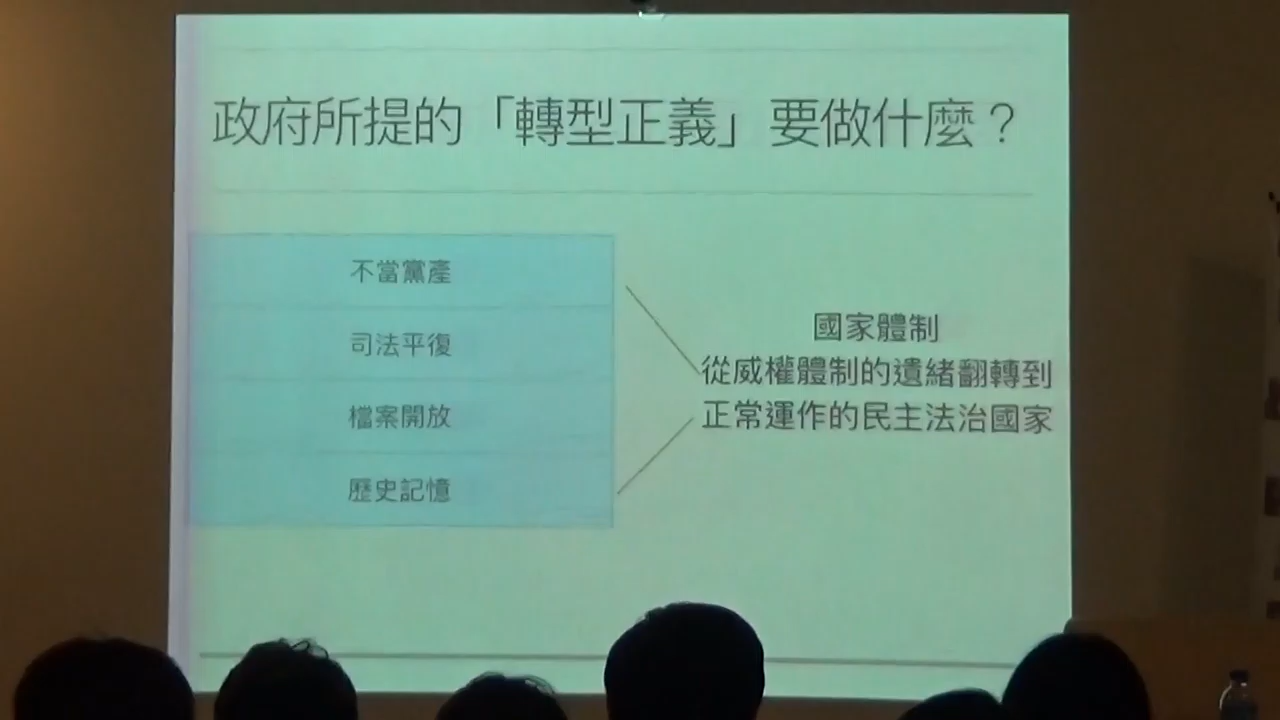 政府所提的「轉型正義」要做什麼？
不當黨產
司法平復
檔案開放
歷史記憶
國家體制
從威權體制的遺緒翻轉到
正常運作的民主法治國家